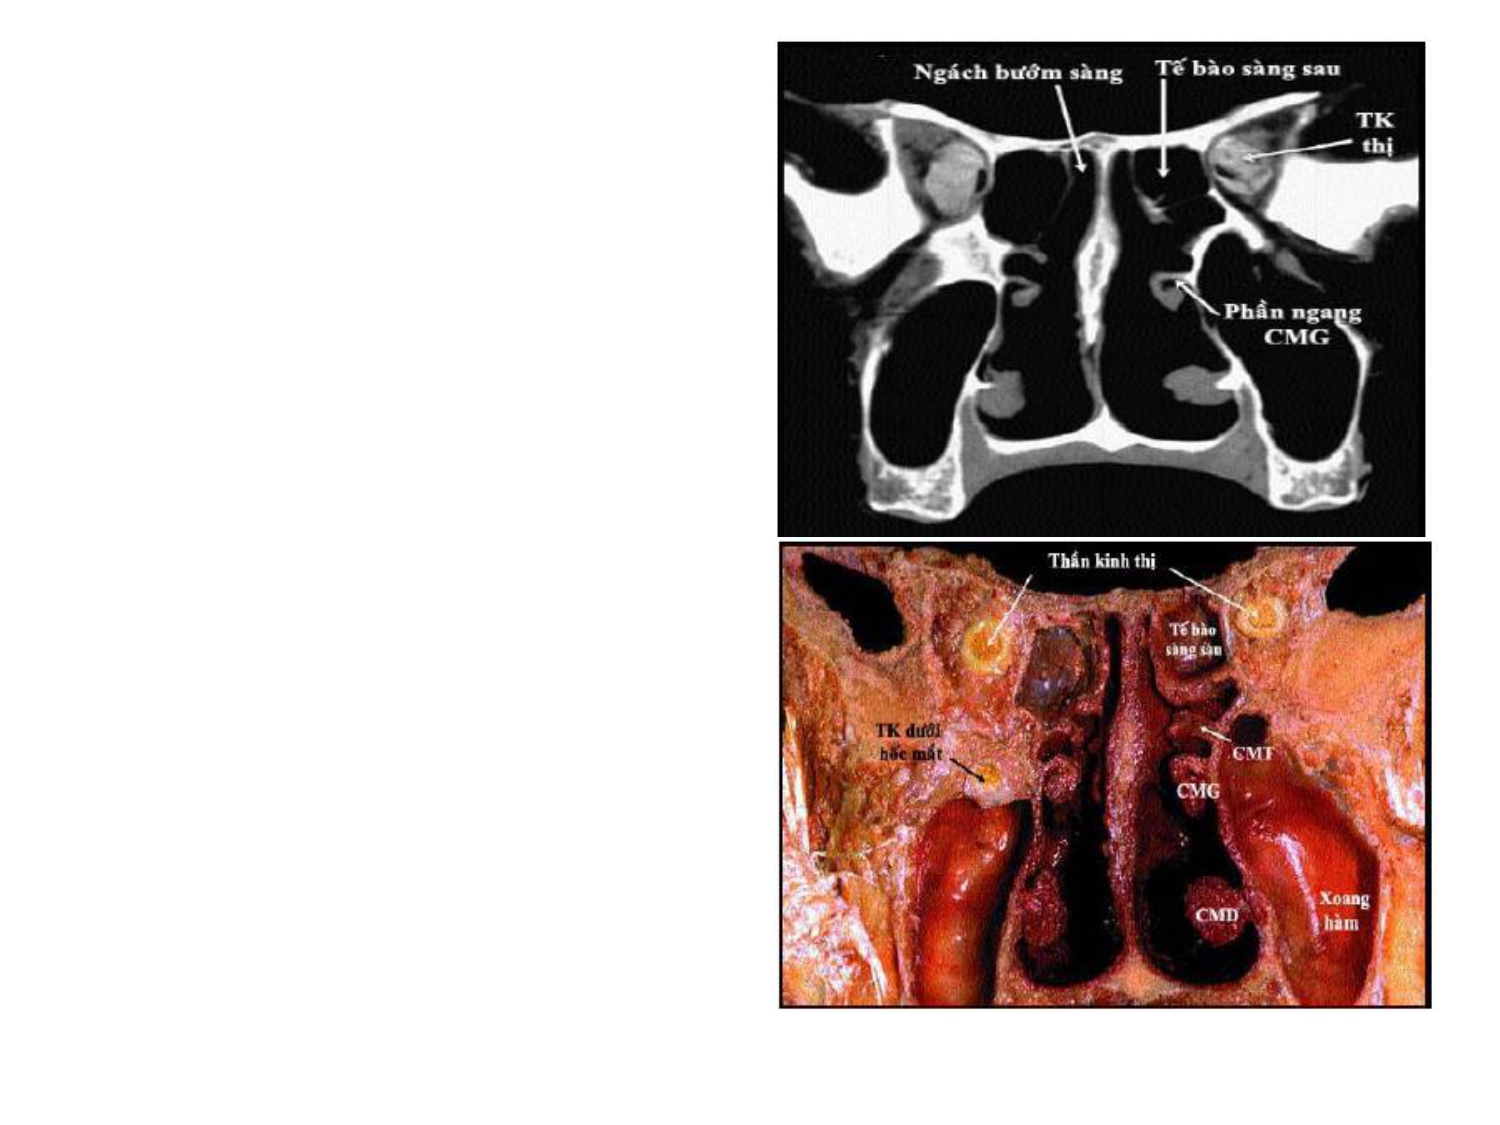 Ngách bướm sàng
Tế bào sàng sau
TK
thị
Phần ngang
CMG
Thần kinh thị
Tế bào
sàng sau
TK dưới
hốc mắt
CMT
CMG
CMD
Xoang
hàm